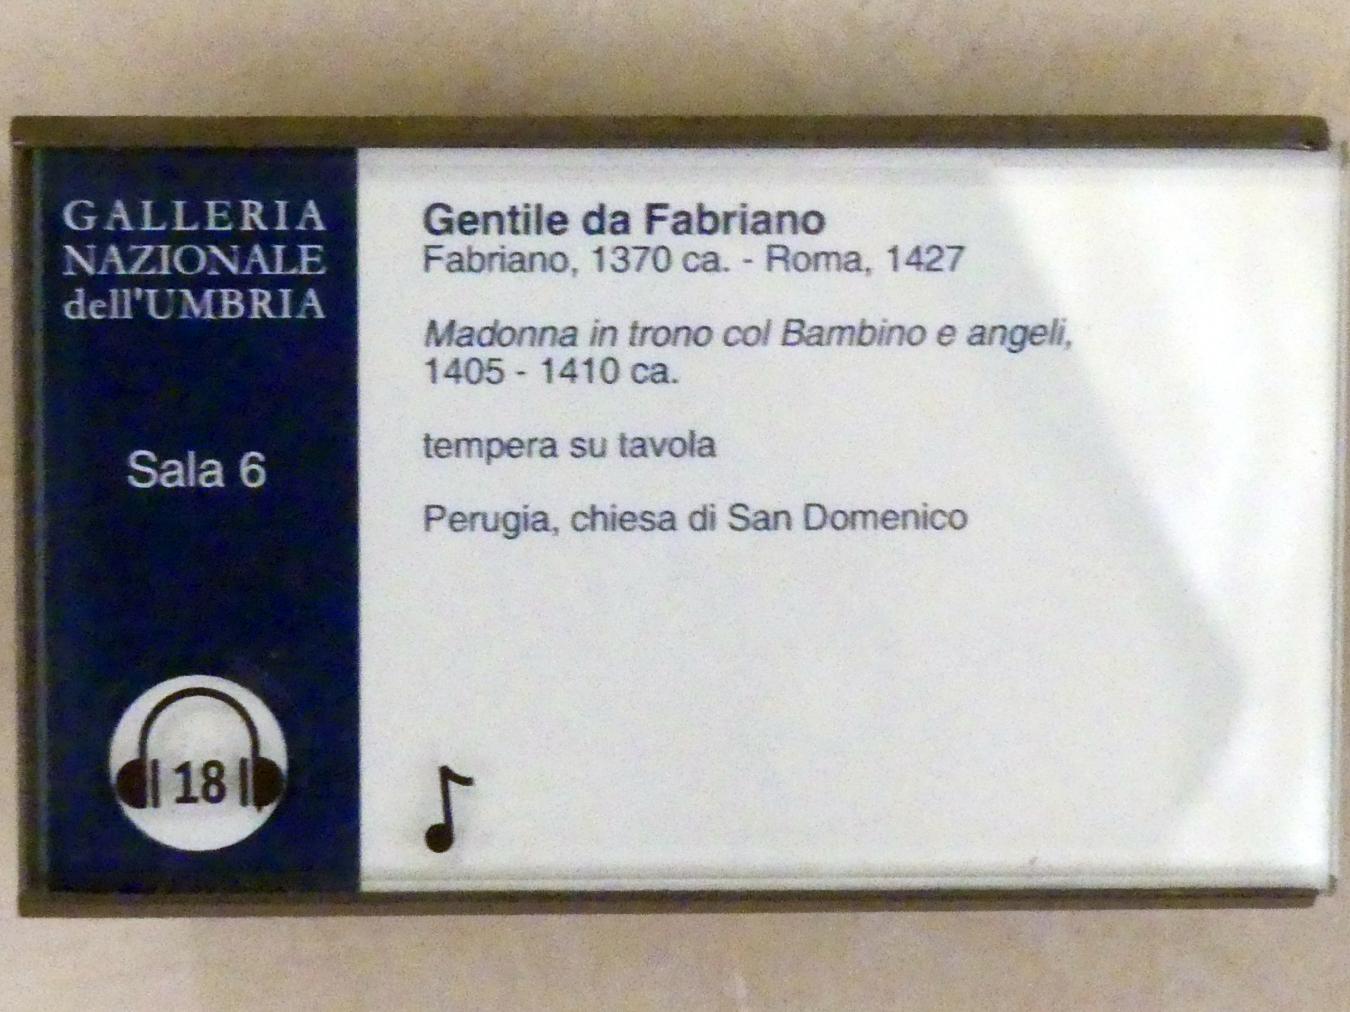 GALLERIA
NAZIONALE
dell'UMBRIA
Sala 6
18
Gentile da Fabriano
Fabriano, 1370 ca. - Roma, 1427
Madonna in trono col Bambino e angeli,
1405 - 1410 ca.
tempera su tavola
Perugia, chiesa di San Domenico